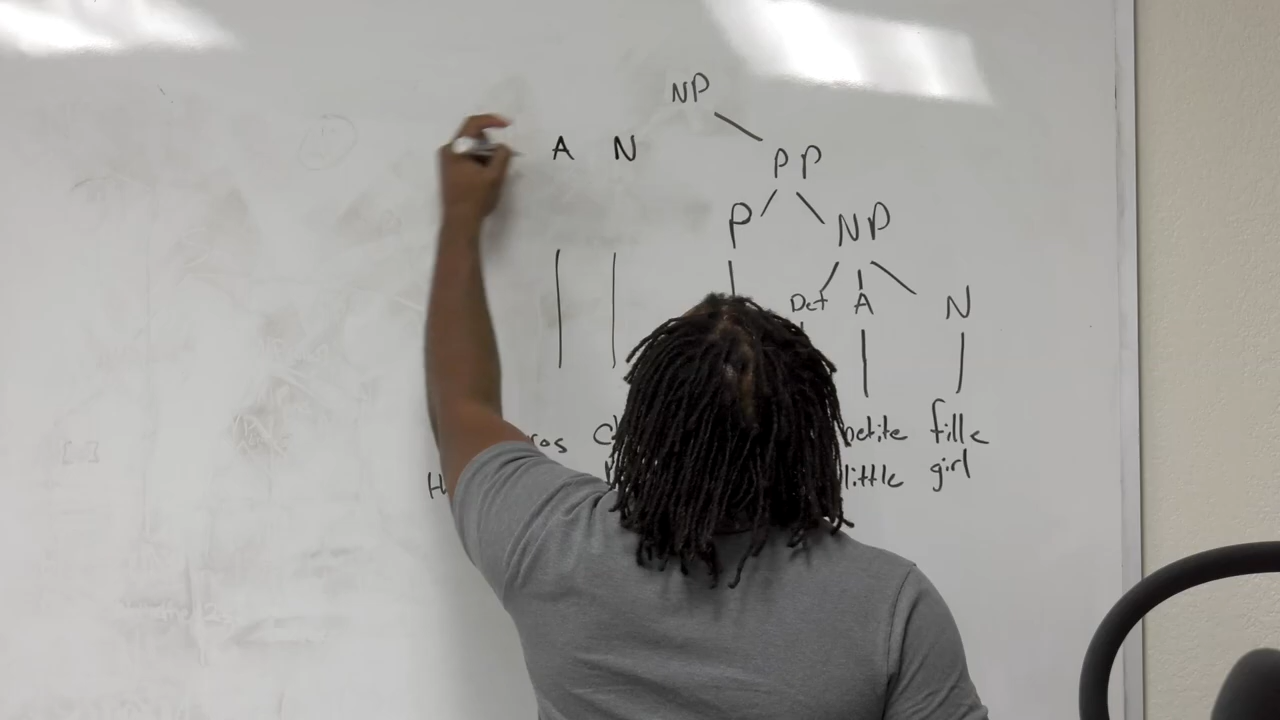 NP
A N PP
P NP
Det A N
petite fille
little girl